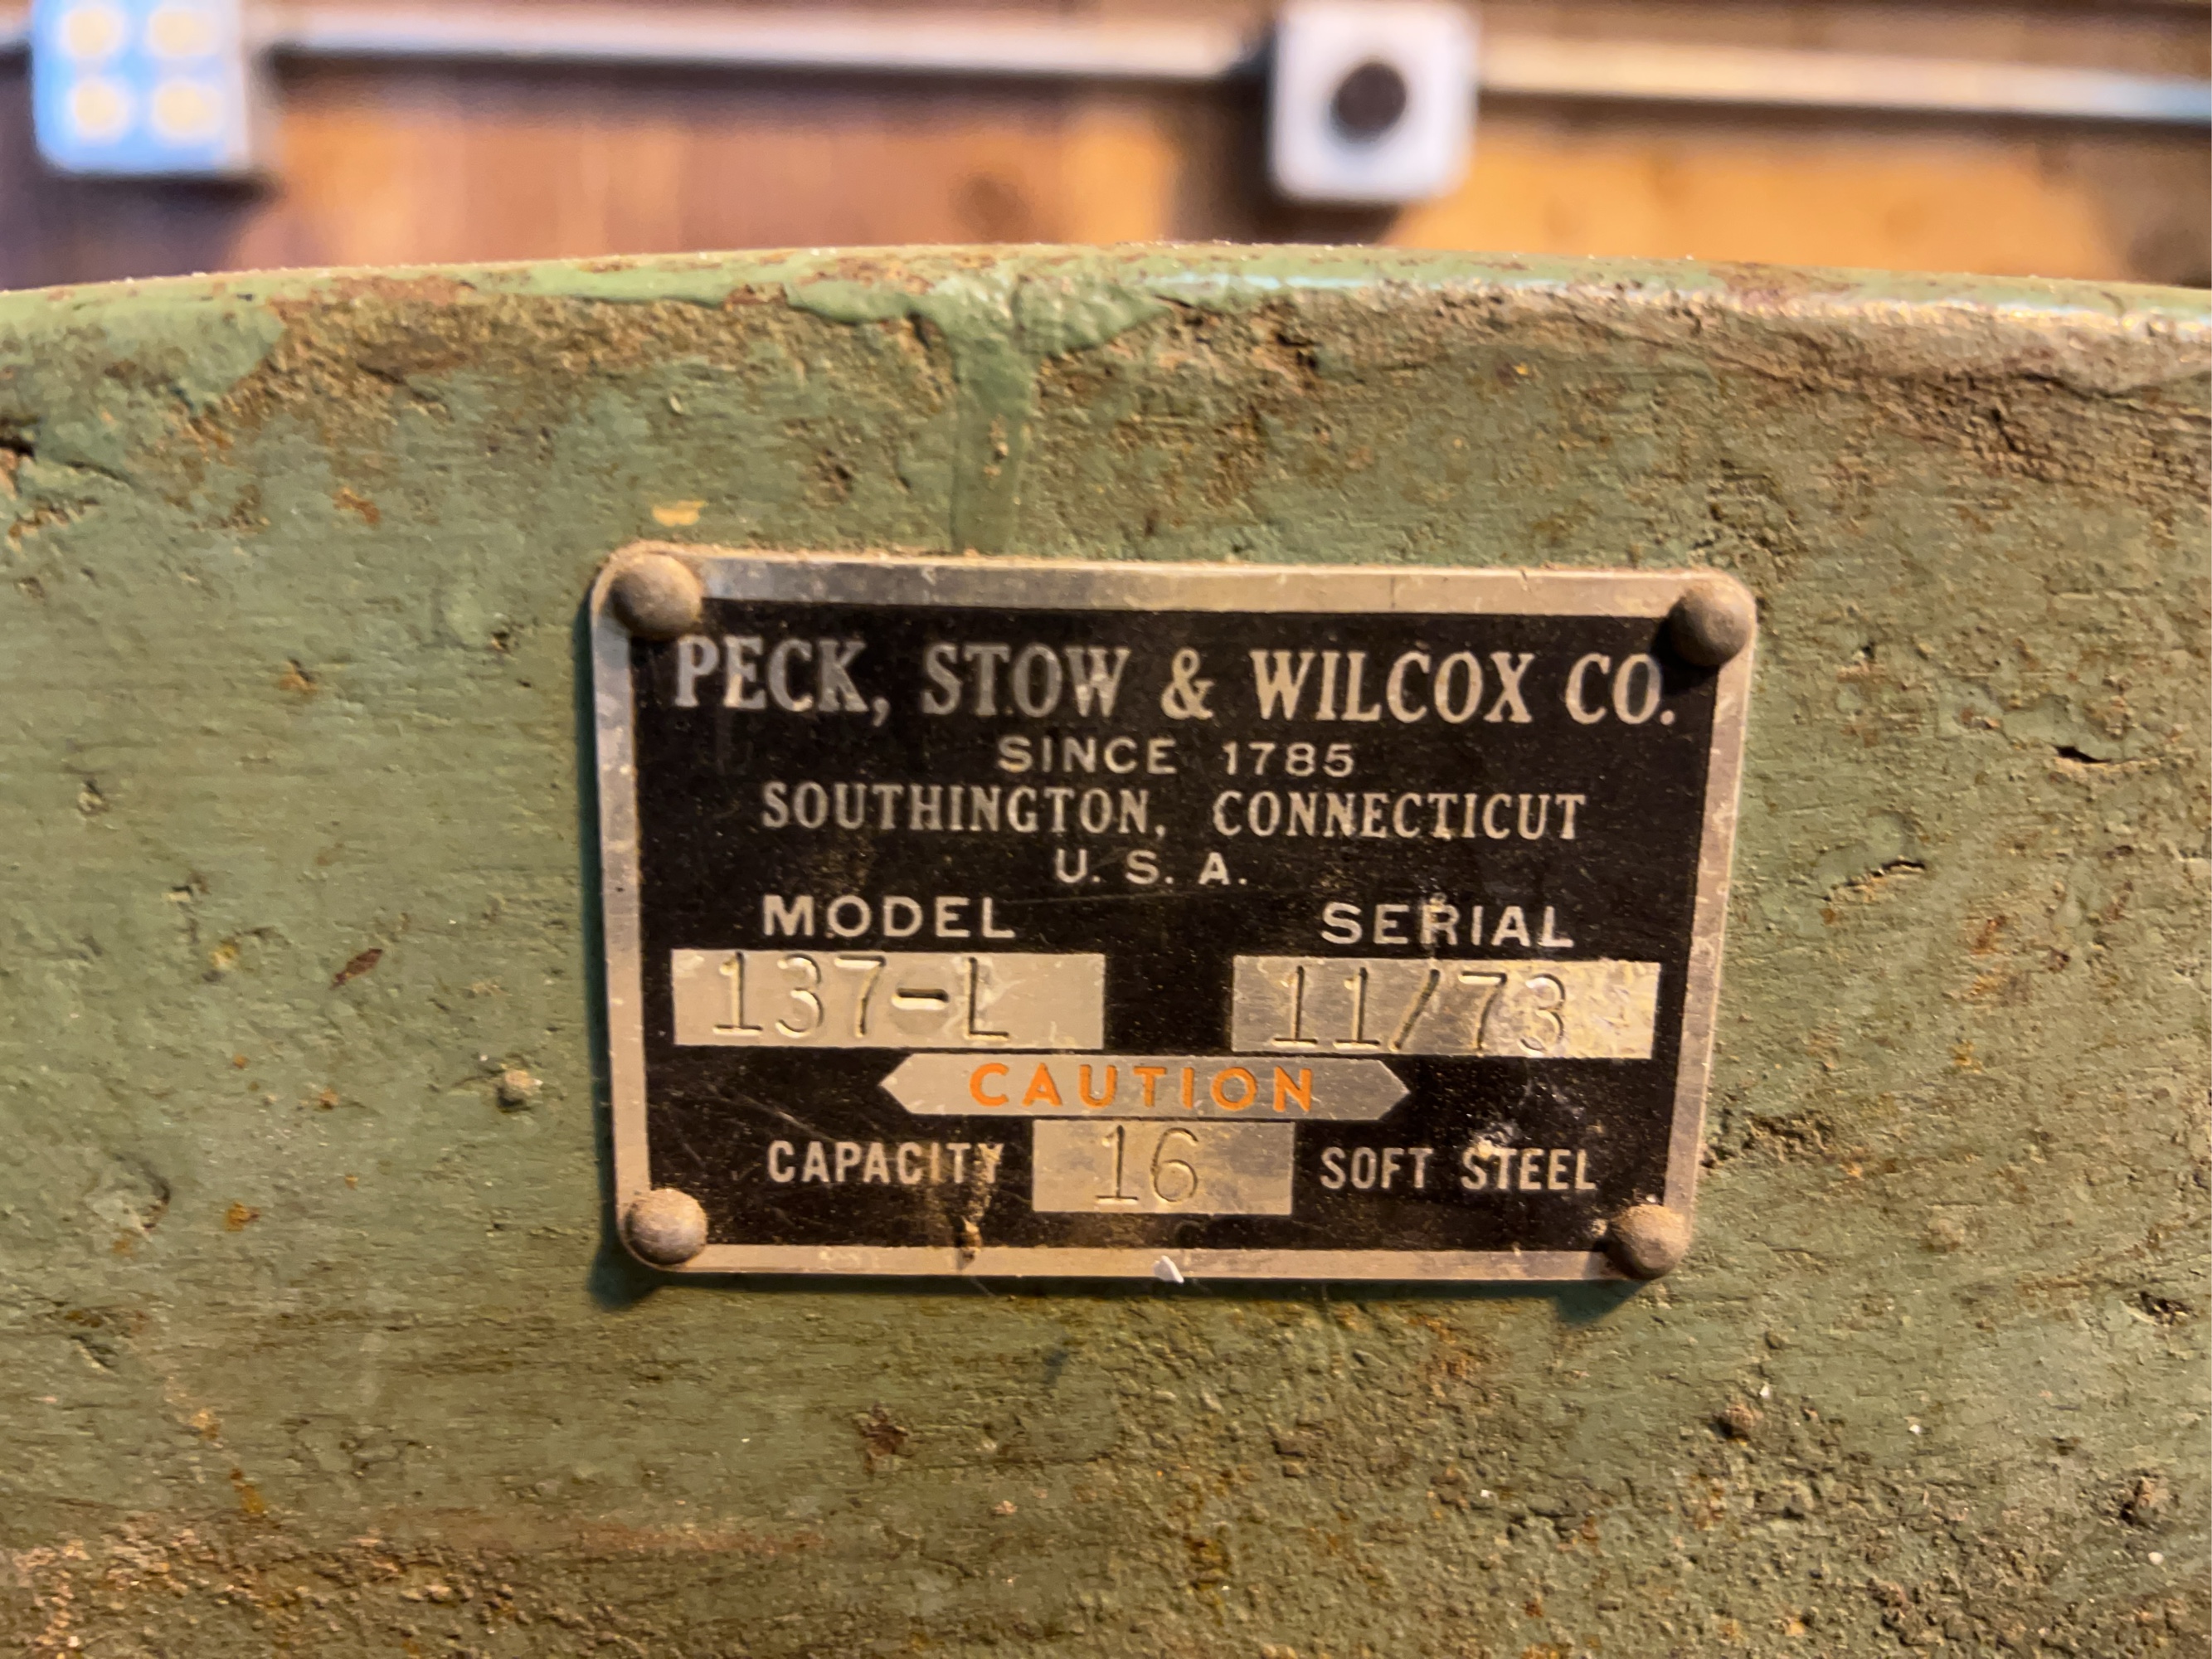 PECK, STOW & WILCOX CO.
SINCE 1785
SOUTHINGTON, CONNECTICUT
U. S. A.
MODEL SERIAL
137-L 11/73
CAUTION
CAPACITY 16 SOFT STEEL